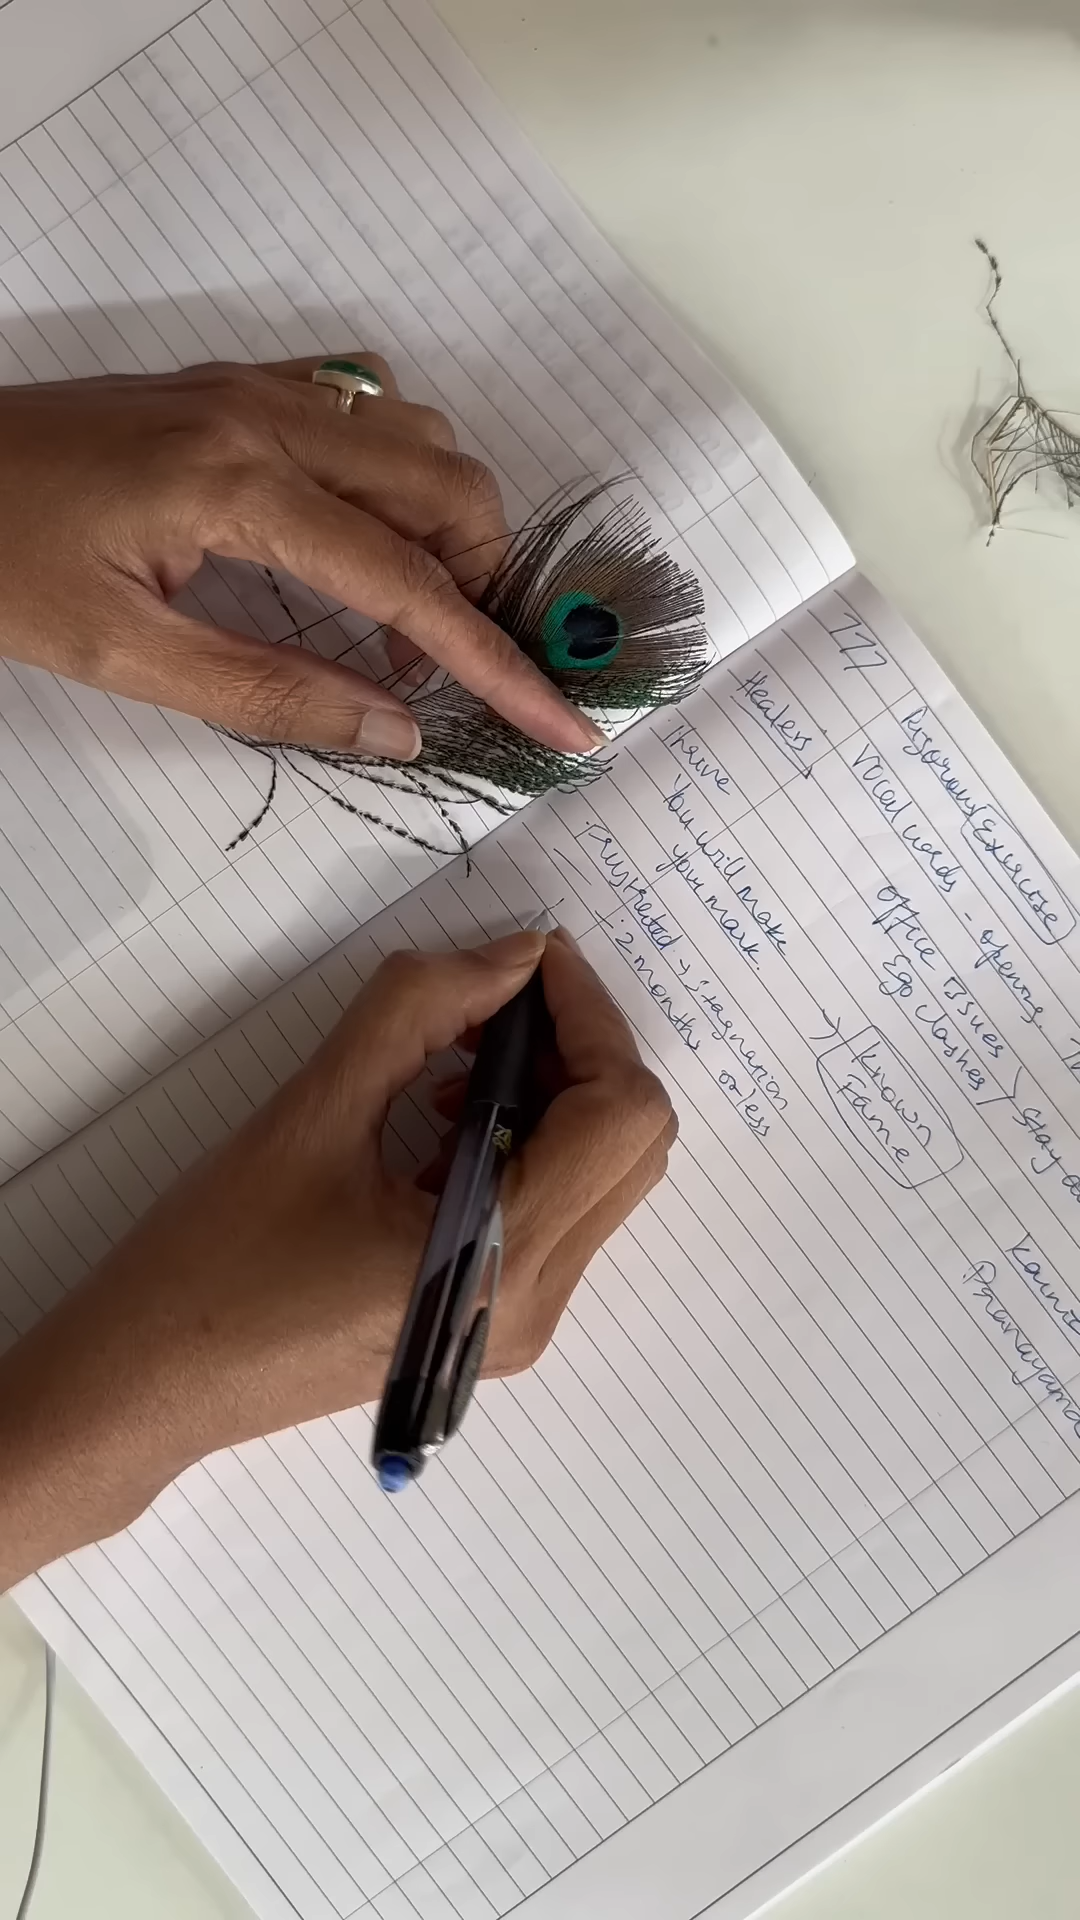 777
Rigorous Exercise
Vocal words - opening.
office issues
Ego clashes
Stay
Healers
Thrive
You will make
your mark.
Known
Fame
Frustrated → stagnation
- 2 months or less
Pranayama